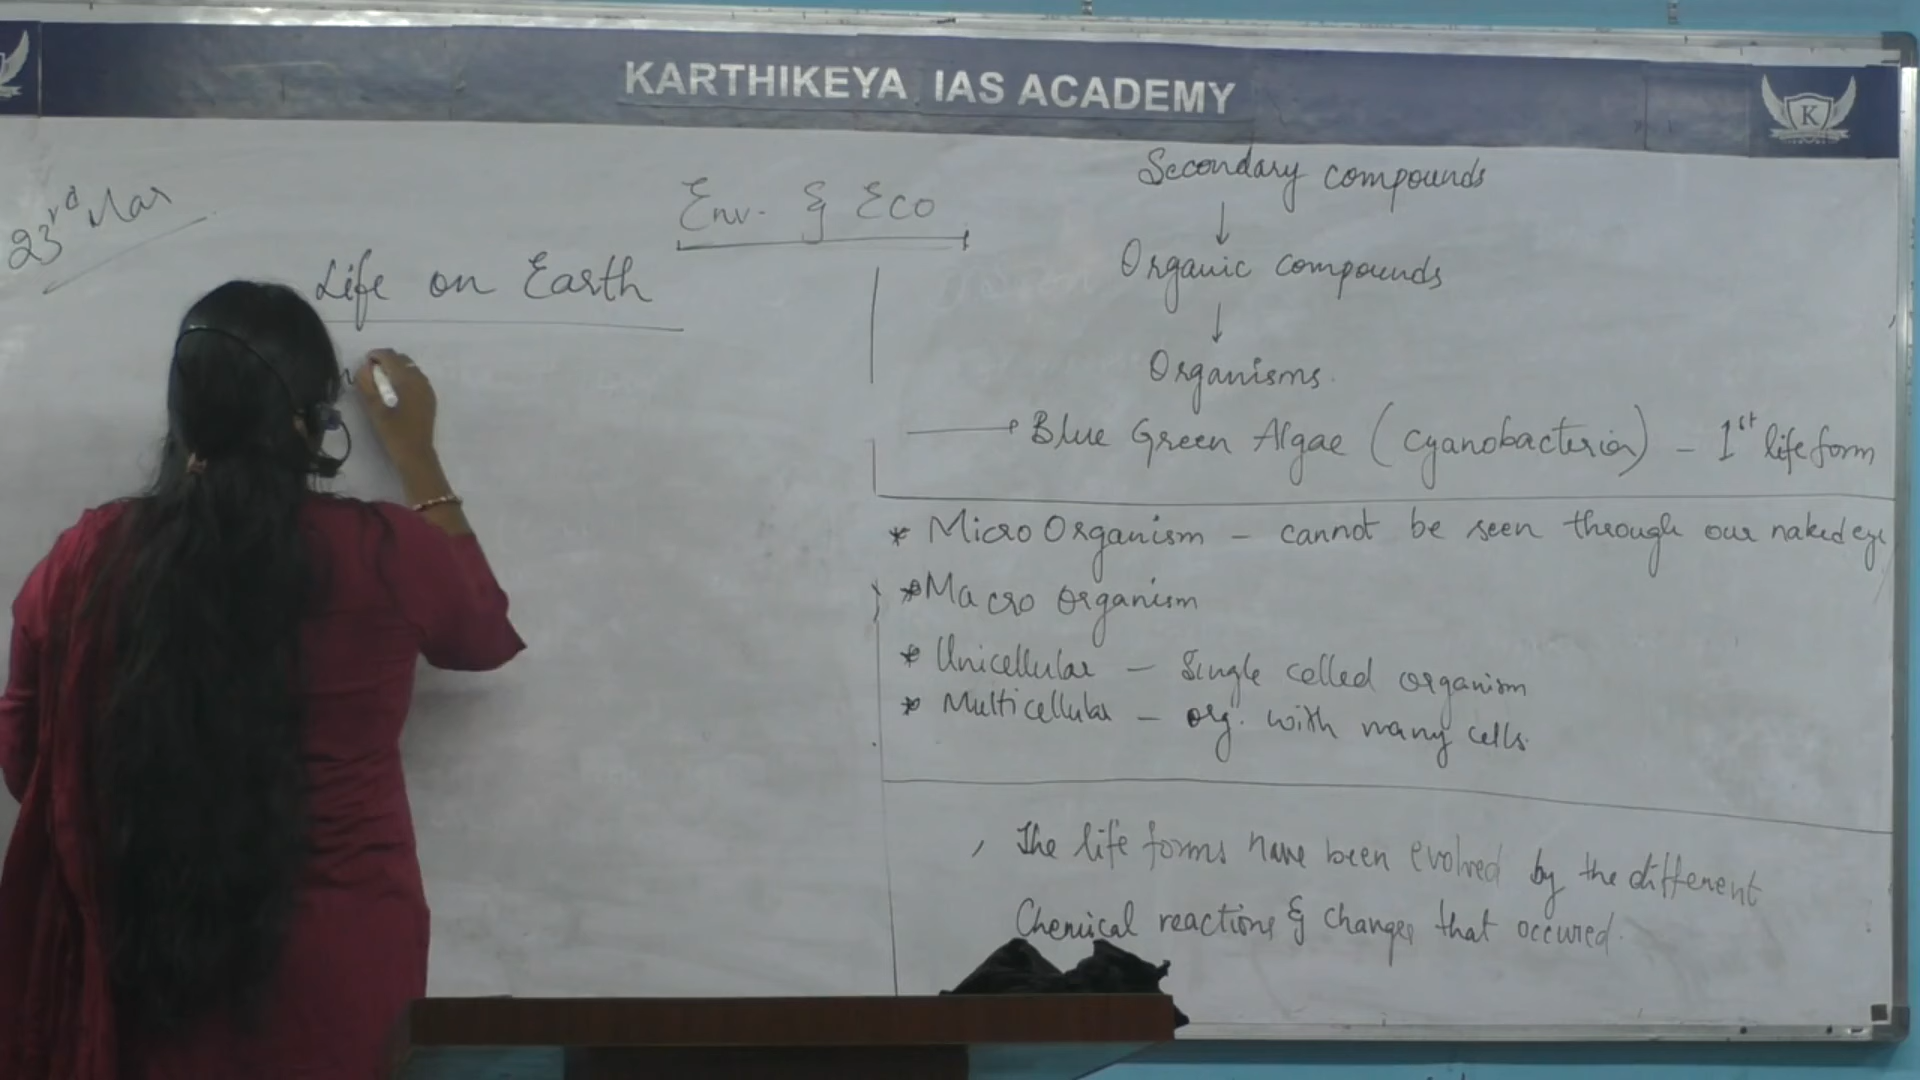 KARTHIKEYA IAS ACADEMY
K
23rd Mar
Env. & Eco
Life on Earth
Secondary compounds
↓
Organic compounds
↓
Organisms.
Blue Green Algae (Cyanobacteria) - 1st life form
* Micro Organism - cannot be seen through our naked eye
* Macro organism
* Unicellular - Single celled organism
* Multicellular - org. with many cells.
, The life forms have been evolved by the different
Chemical reactions & changes that occured.